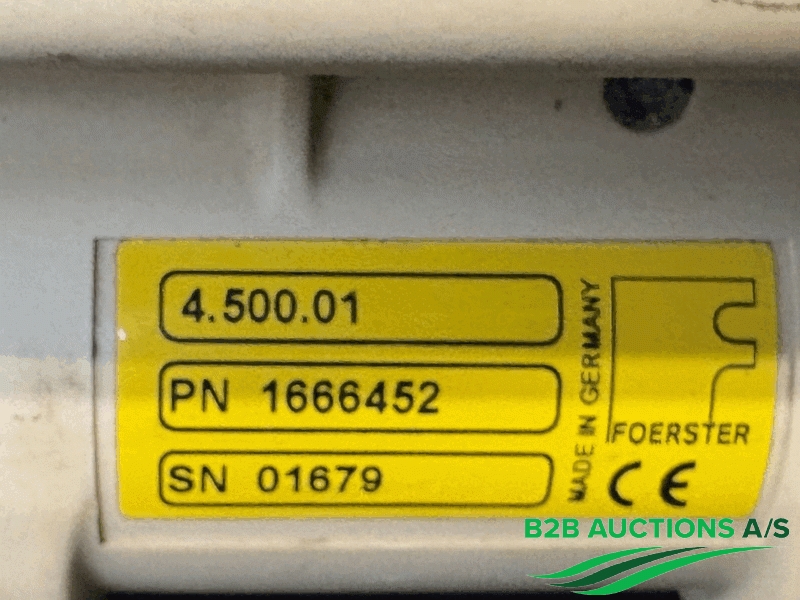 4.500.01
PN 1666452
SN 01679
MADE IN GERMANY
FOERSTER
CE
B2B AUCTIONS A/S